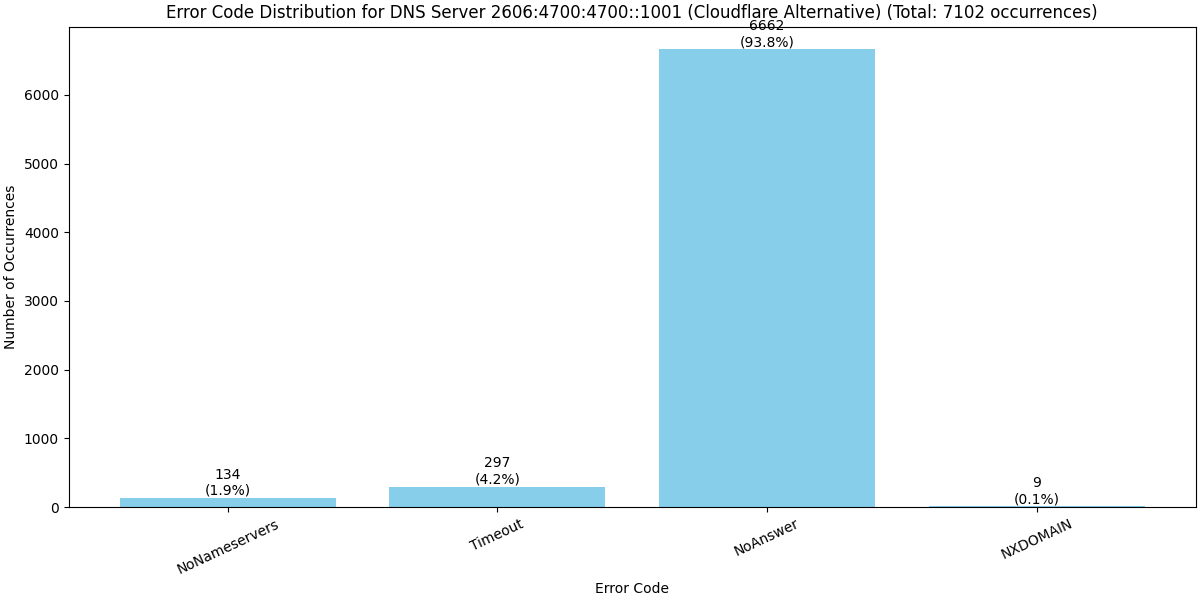 Error Code Distribution for DNS Server 2606:4700:4700::1001 (Cloudflare Alternative) (Total: 7102 occurrences)
Number of Occurrences
6000
5000
4000
3000
2000
1000
0
134
(1.9%)
297
(4.2%)
6662
(93.8%)
9
(0.1%)
NoNameservers
Timeout
NoAnswer
NXDOMAIN
Error Code